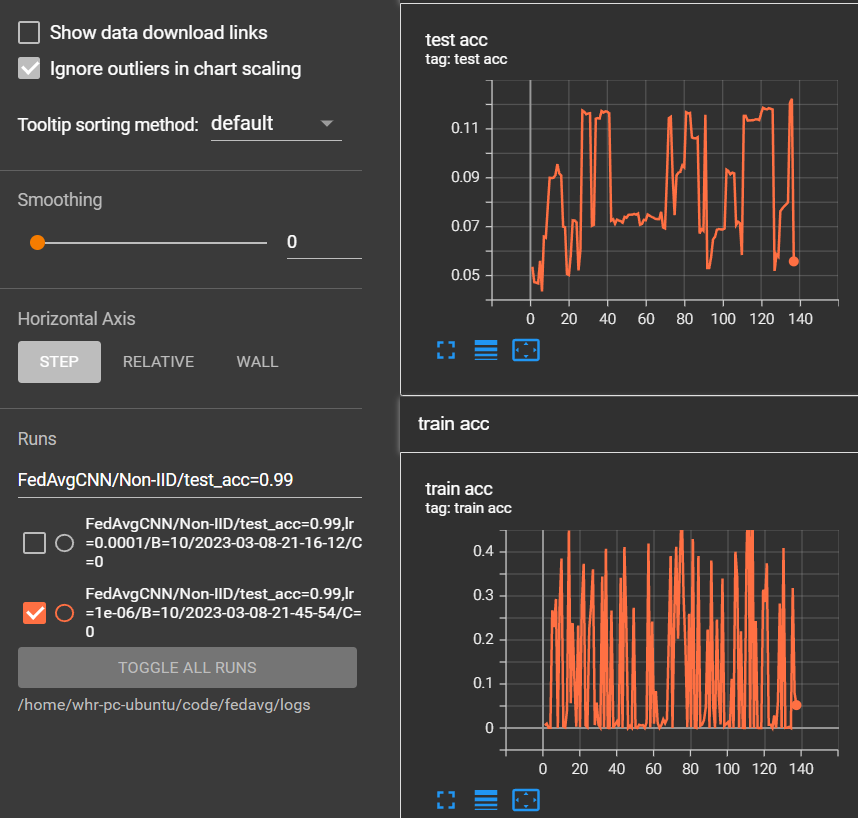 Show data download links
Ignore outliers in chart scaling
Tooltip sorting method: default
Smoothing
0
Horizontal Axis
STEP RELATIVE WALL
Runs
FedAvgCNN/Non-IID/test_acc=0.99
FedAvgCNN/Non-IID/test_acc=0.99,lr
=0.0001/B=10/2023-03-08-21-16-12/C
=0
FedAvgCNN/Non-IID/test_acc=0.99,lr
=1e-06/B=10/2023-03-08-21-45-54/C=
0
TOGGLE ALL RUNS
/home/whr-pc-ubuntu/code/fedavg/logs
test acc
tag: test acc
0.11
0.09
0.07
0.05
0 20 40 60 80 100 120 140
train acc
train acc
tag: train acc
0.4
0.3
0.2
0.1
0
0 20 40 60 80 100 120 140